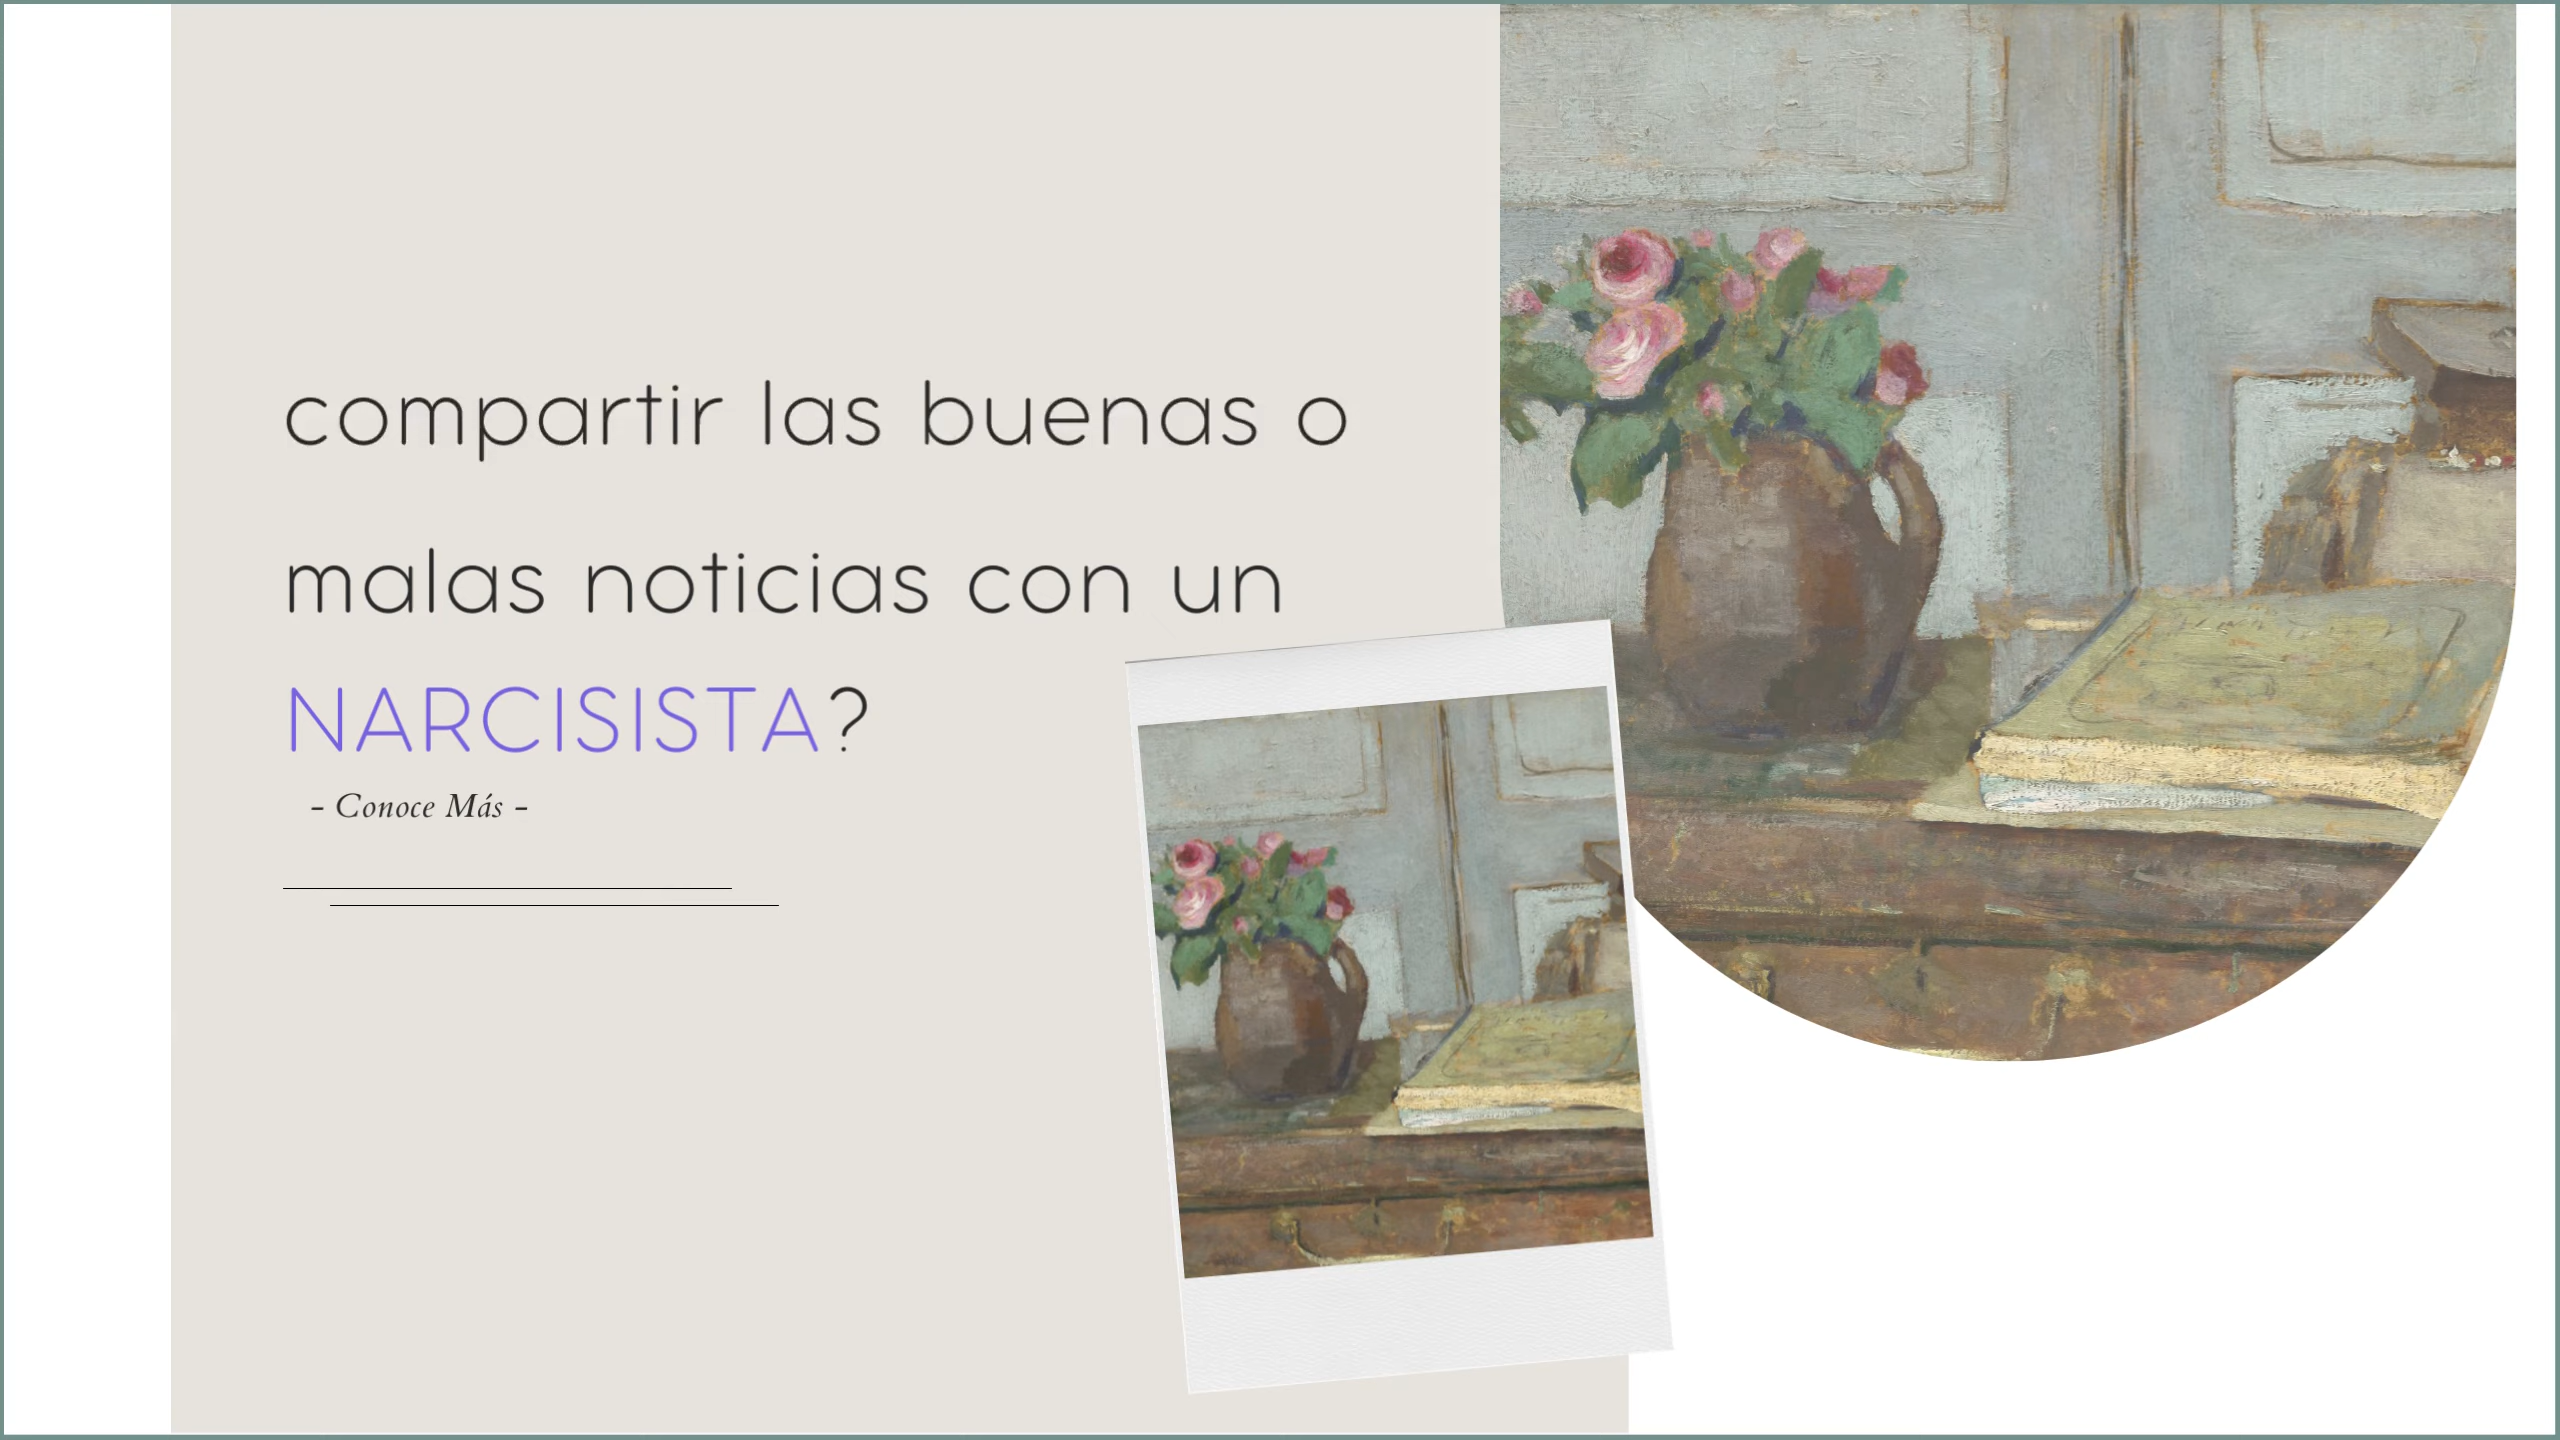 compartir las buenas o
malas noticias con un
NARCISISTA?
- Conoce Más -